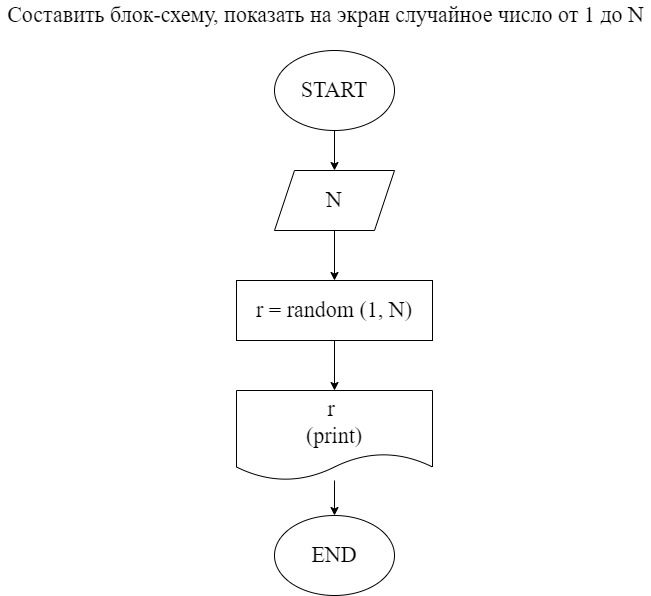 Составить блок-схему, показать на экран случайное число от 1 до N
START
N
r = random (1, N)
r
(print)
END